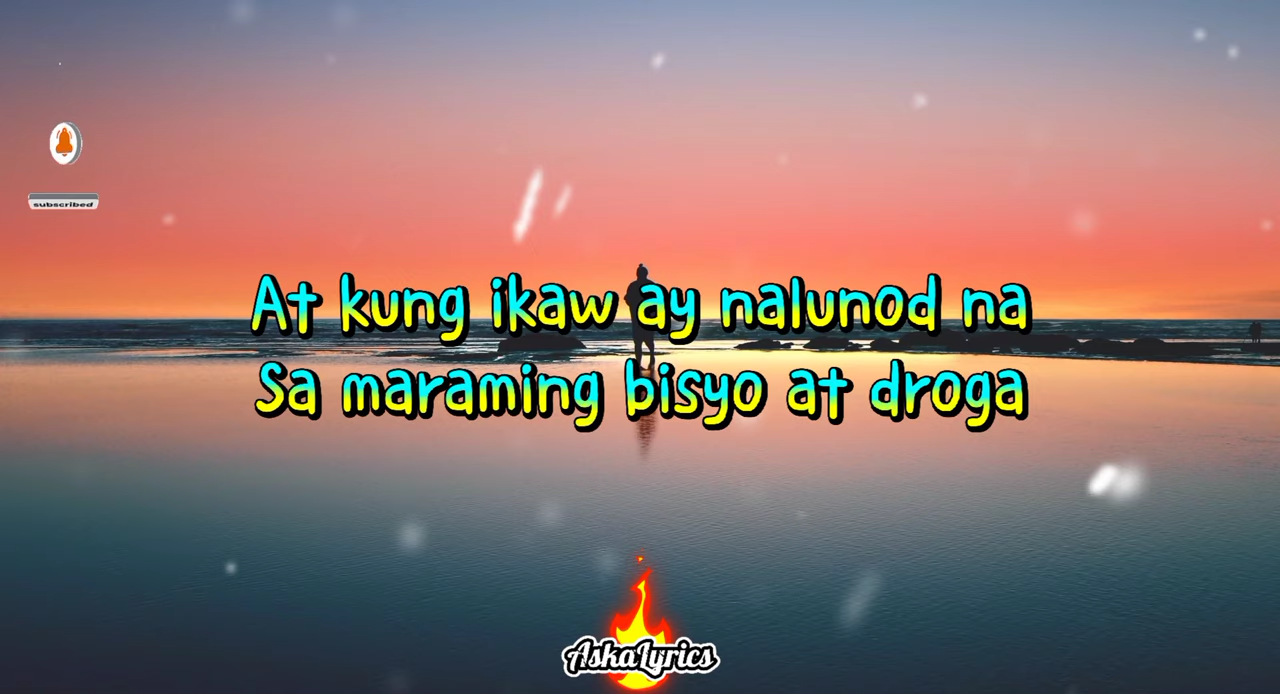 subscribed
At kung ikaw ay nalunod na
Sa maraming bisyo at droga
AskaLyrics